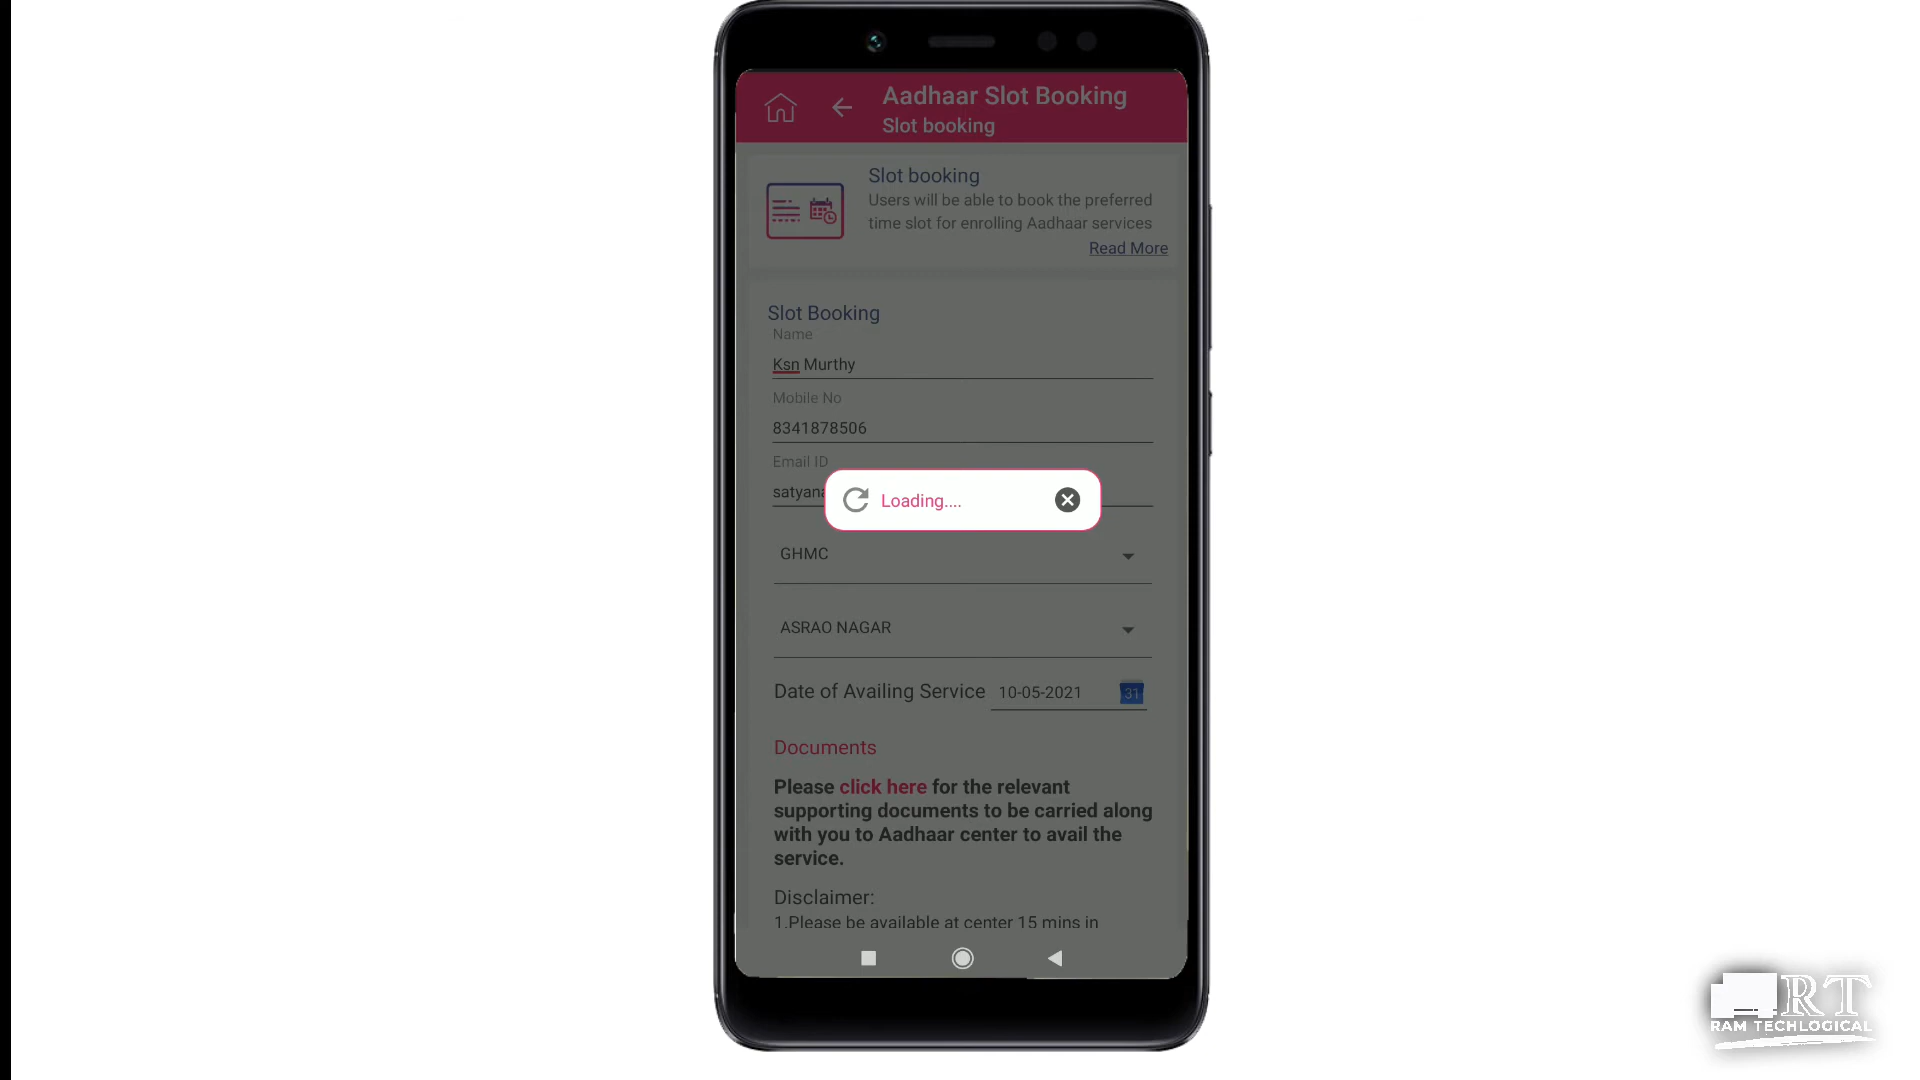 Aadhaar Slot Booking
Slot booking
Slot booking
Users will be able to book the preferred
time slot for enrolling Aadhaar services
Read More
Slot Booking
Name
Ksn Murthy
Mobile No
8341878506
Email ID
satyana
Loading....
GHMC
ASRAO NAGAR
Date of Availing Service 10-05-2021 31
Documents
Please click here for the relevant
supporting documents to be carried along
with you to Aadhaar center to avail the
service.
Disclaimer:
1.Please be available at center 15 mins in
RT
RAM TECHLOGICAL